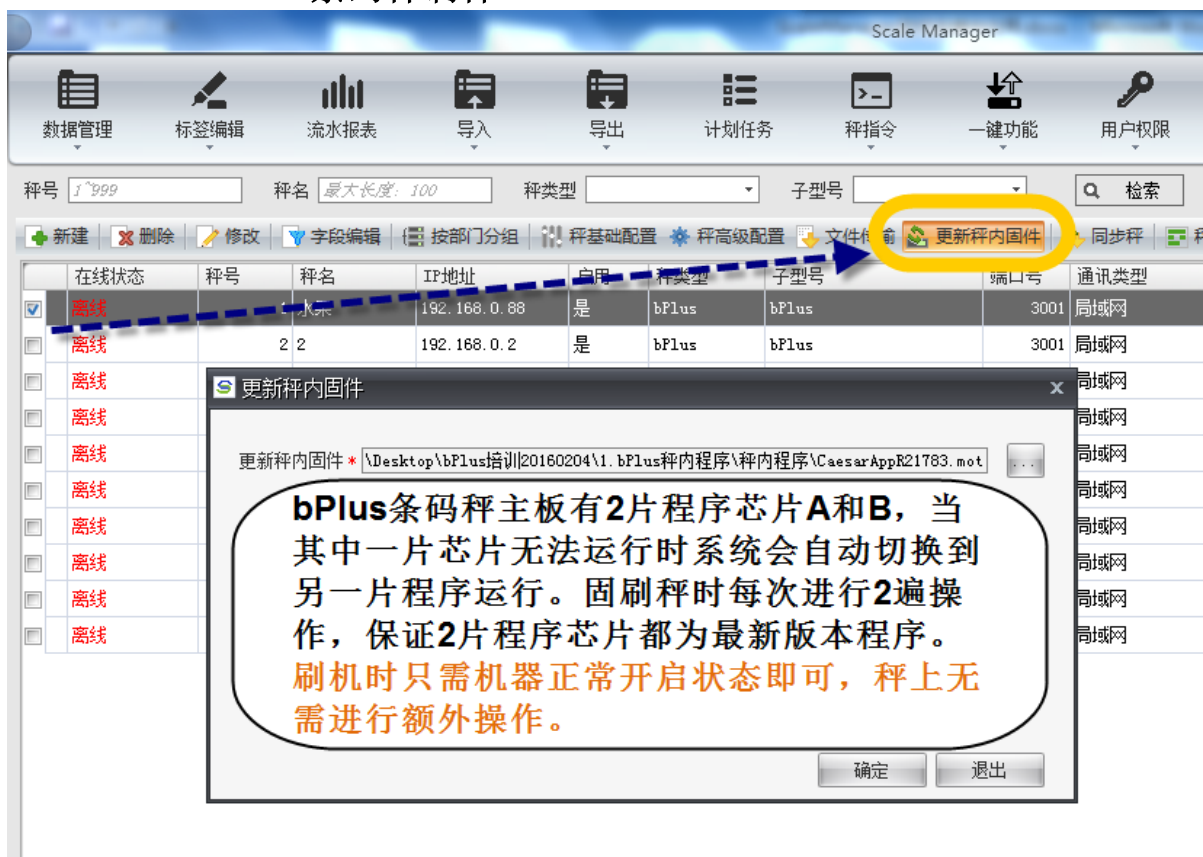 Scale Manager
数据管理 标签编辑 流水报表 导入 导出 计划任务 秤指令 一键功能 用户权限
秤号 1~999 秤名 最大长度: 100 秤类型 子型号 检索
新建 删除 修改 字段编辑 按部门分组 秤基础配置 秤高级配置 文件传输 更新秤内固件 同步秤
在线状态 秤号 秤名 IP地址 启用 秤类型 子型号 端口号 通讯类型
离线 1 水果 192.168.0.88 是 bPlus bPlus 3001 局域网
离线 2 2 192.168.0.2 是 bPlus bPlus 3001 局域网
离线 局域网
离线 局域网
离线 局域网
离线 局域网
离线 局域网
离线 局域网
离线 局域网
离线 局域网
更新秤内固件 x
更新秤内固件 * \Desktop\bPlus培训20160204\1.bPlus秤内程序\秤内程序\CaesarAppR21783.mot ...
bPlus条码秤主板有2片程序芯片A和B，当
其中一片芯片无法运行时系统会自动切换到
另一片程序运行。固刷秤时每次进行2遍操
作，保证2片程序芯片都为最新版本程序。
刷机时只需机器正常开启状态即可，秤上无
需进行额外操作。
确定 退出